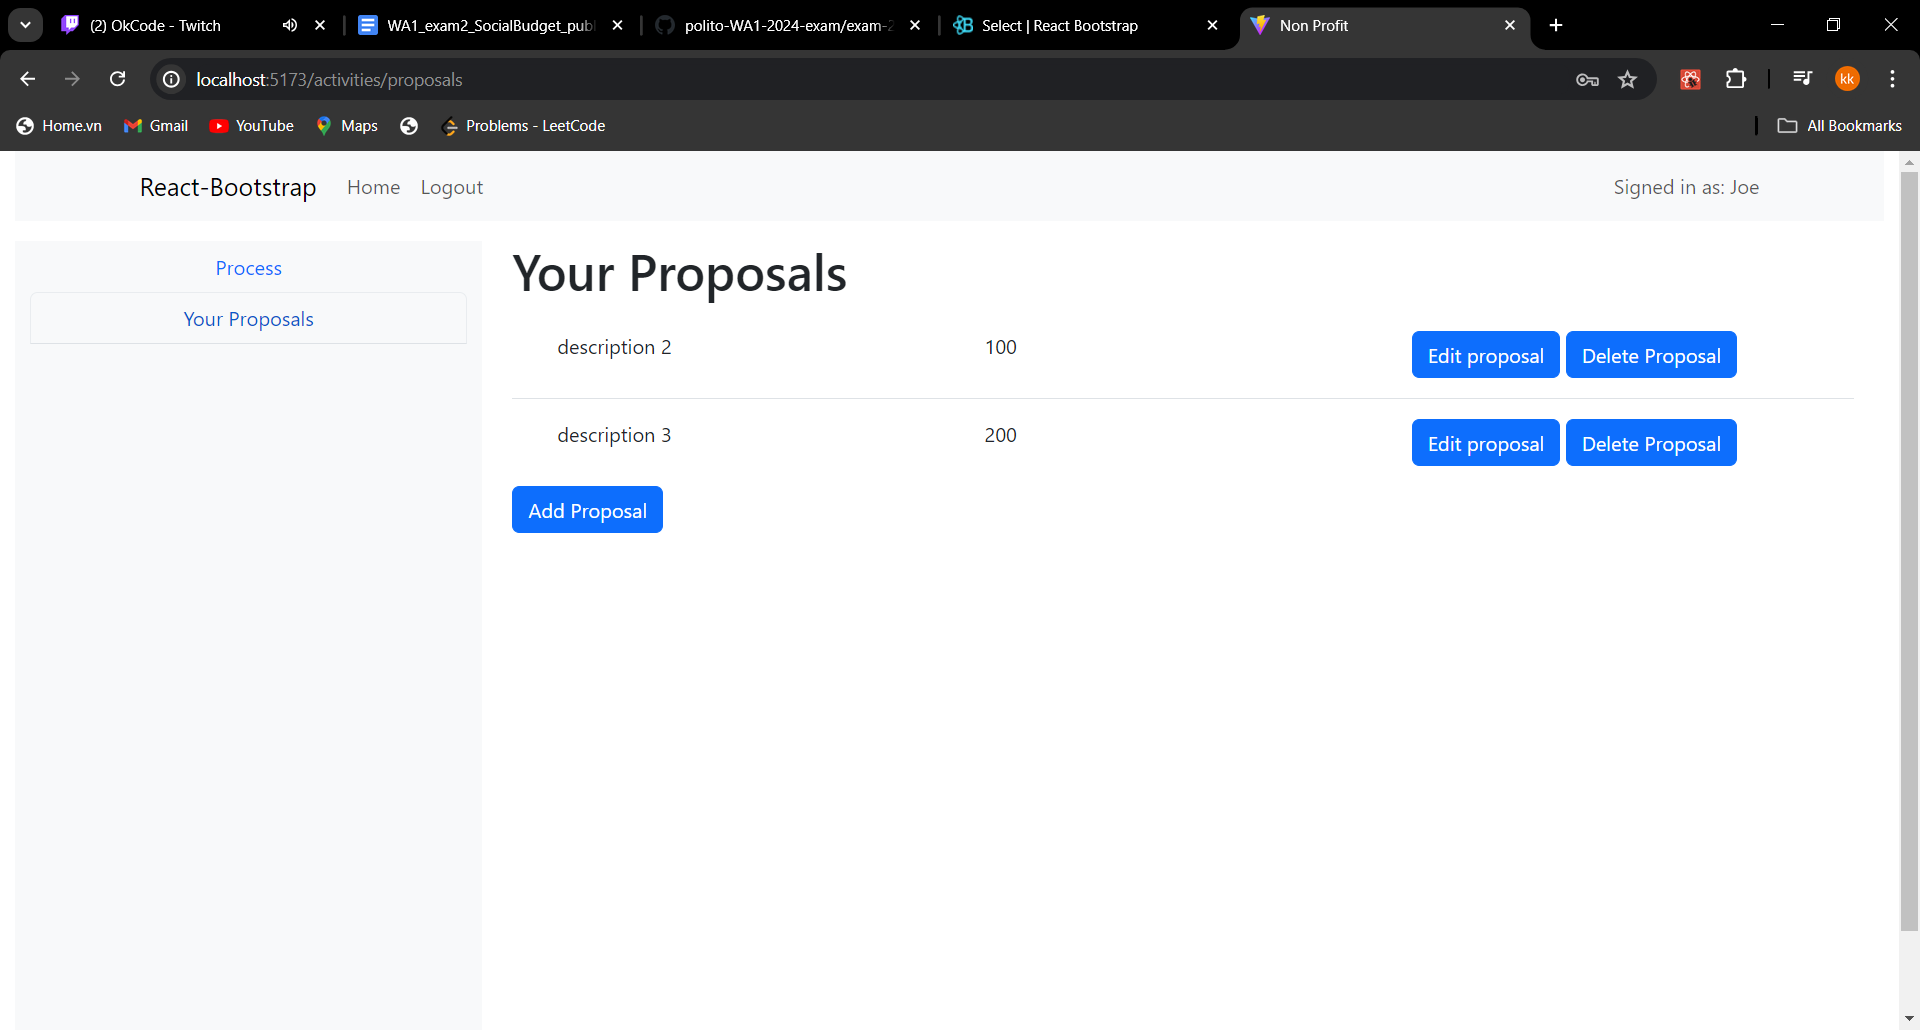 (2) OkCode - Twitch
WA1_exam2_SocialBudget_publ
polito-WA1-2024-exam/exam-2
Select | React Bootstrap
Non Profit
localhost:5173/activities/proposals
kk
Home.vn
Gmail
YouTube
Maps
Problems - LeetCode
All Bookmarks
React-Bootstrap
Home
Logout
Signed in as: Joe
Process
Your Proposals
Your Proposals
description 2
100
Edit proposal
Delete Proposal
description 3
200
Edit proposal
Delete Proposal
Add Proposal